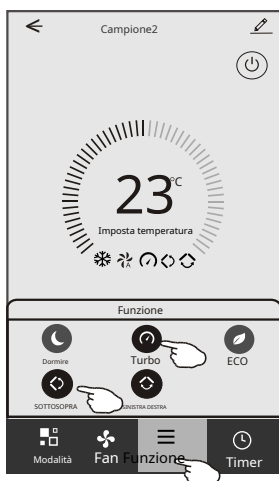 Campione2
23°C
Imposta temperatura
A
Funzione
Dormire
Turbo
ECO
SOTTOSOPRA
SINISTRA DESTRA
Modalità
Fan
Funzione
Timer